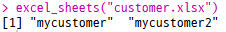 > excel_sheets("customer.xlsx")
[1] "mycustomer"  "mycustomer2"